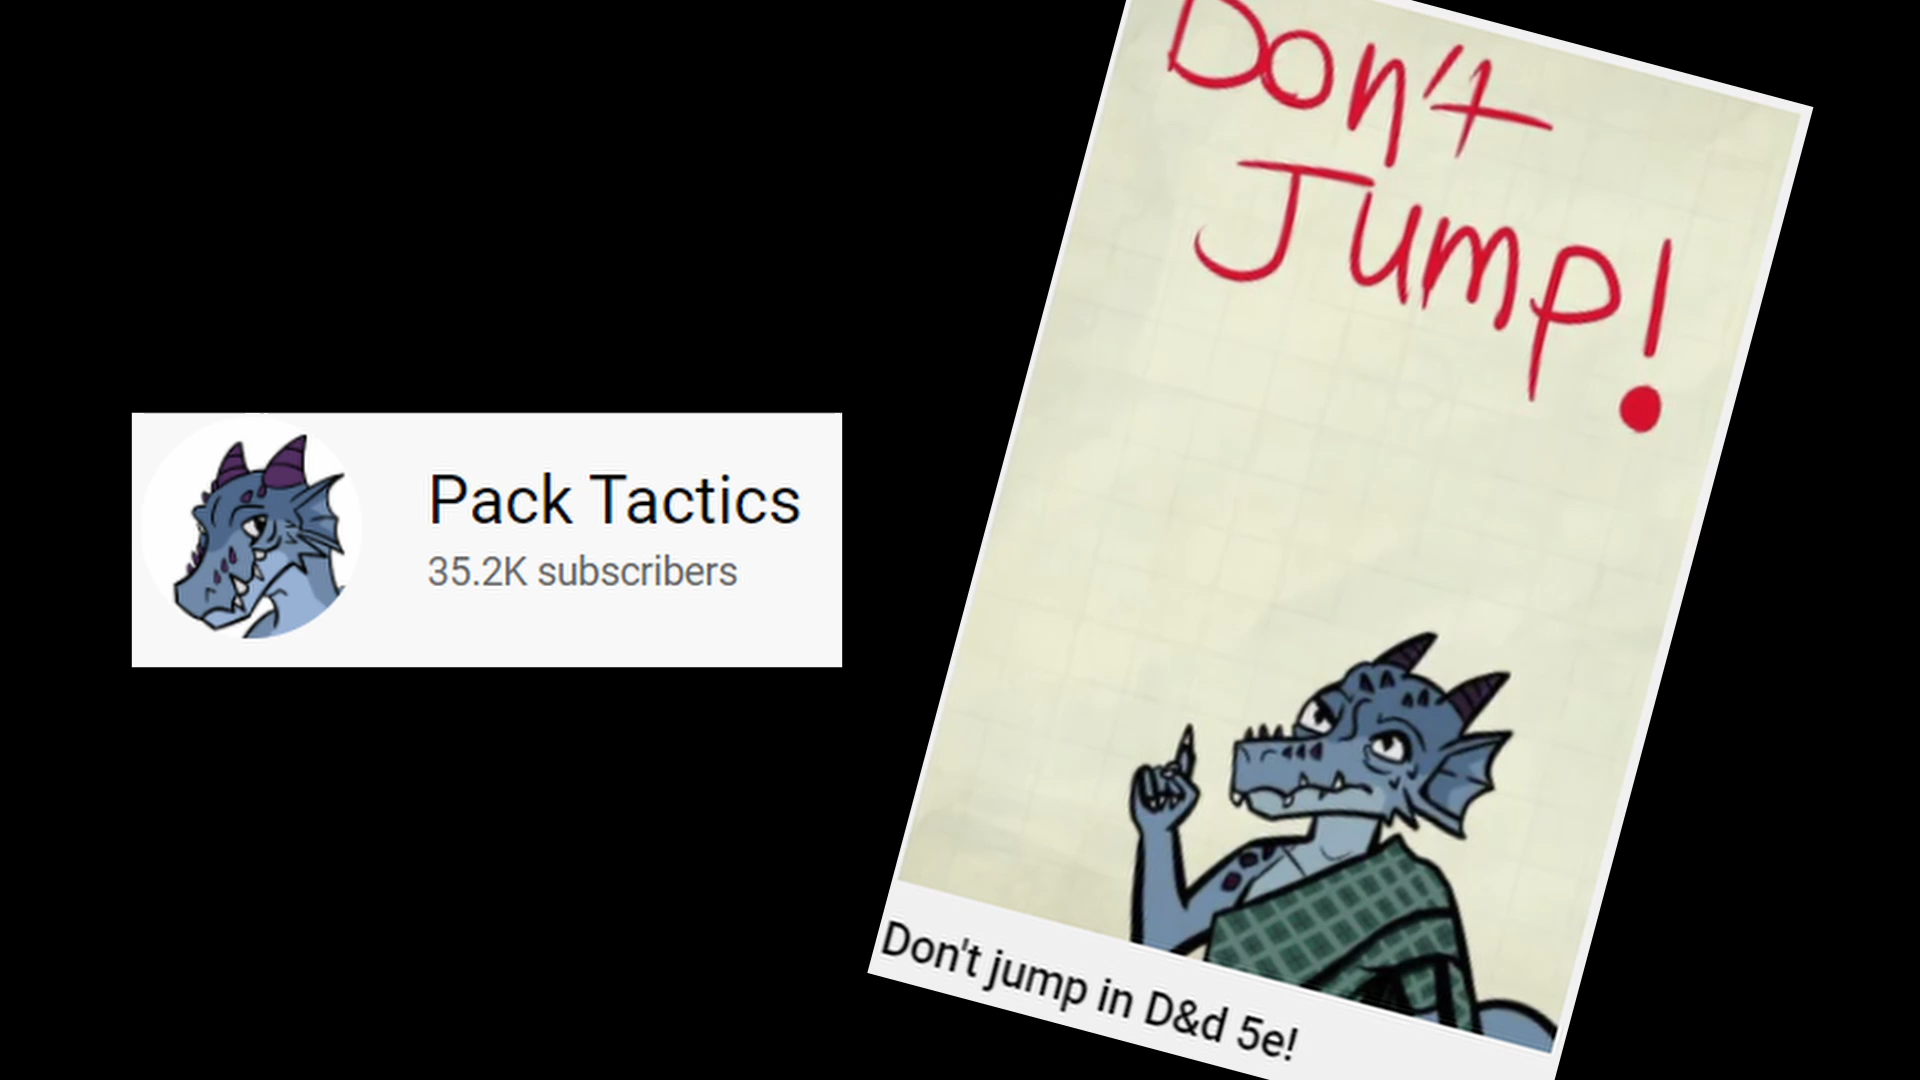 Pack Tactics
35.2K subscribers
Don't
Jump!
Don't jump in D&d 5e!